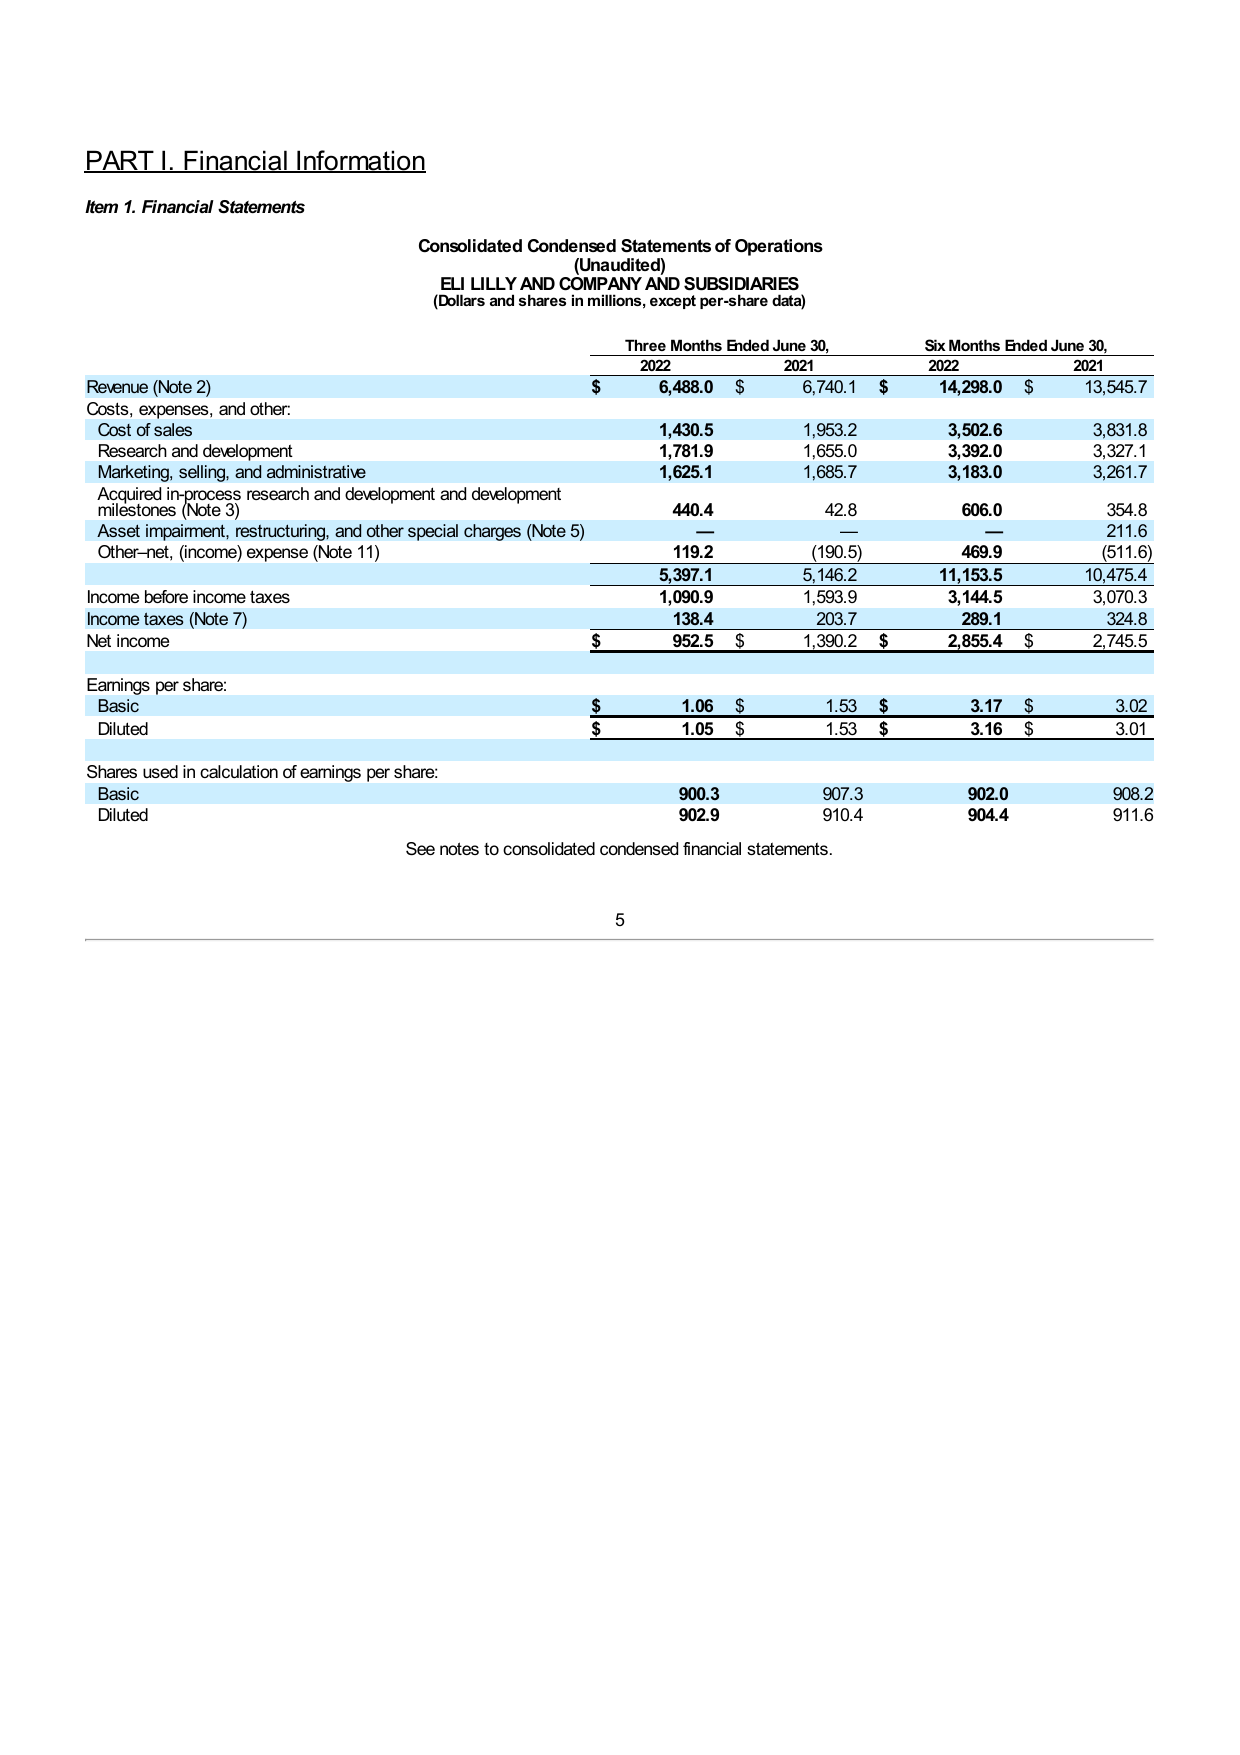 PART I. Financial Information
Item 1. Financial Statements
Consolidated Condensed Statements of Operations
(Unaudited)
ELI LILLY AND COMPANY AND SUBSIDIARIES
(Dollars and shares in millions, except per-share data)
Three Months Ended June 30, Six Months Ended June 30,
2022 2021 2022 2021
Revenue (Note 2) $ 6,488.0 $ 6,740.1 $ 14,298.0 $ 13,545.7
Costs, expenses, and other:
Cost of sales 1,430.5 1,953.2 3,502.6 3,831.8
Research and development 1,781.9 1,655.0 3,392.0 3,327.1
Marketing, selling, and administrative 1,625.1 1,685.7 3,183.0 3,261.7
Acquired in-process research and development and development
milestones (Note 3) 440.4 42.8 606.0 354.8
Asset impairment, restructuring, and other special charges (Note 5) — — — 211.6
Other–net, (income) expense (Note 11) 119.2 (190.5) 469.9 (511.6)
5,397.1 5,146.2 11,153.5 10,475.4
Income before income taxes 1,090.9 1,593.9 3,144.5 3,070.3
Income taxes (Note 7) 138.4 203.7 289.1 324.8
Net income $ 952.5 $ 1,390.2 $ 2,855.4 $ 2,745.5
Earnings per share:
Basic $ 1.06 $ 1.53 $ 3.17 $ 3.02
Diluted $ 1.05 $ 1.53 $ 3.16 $ 3.01
Shares used in calculation of earnings per share:
Basic 900.3 907.3 902.0 908.2
Diluted 902.9 910.4 904.4 911.6
See notes to consolidated condensed financial statements.
5